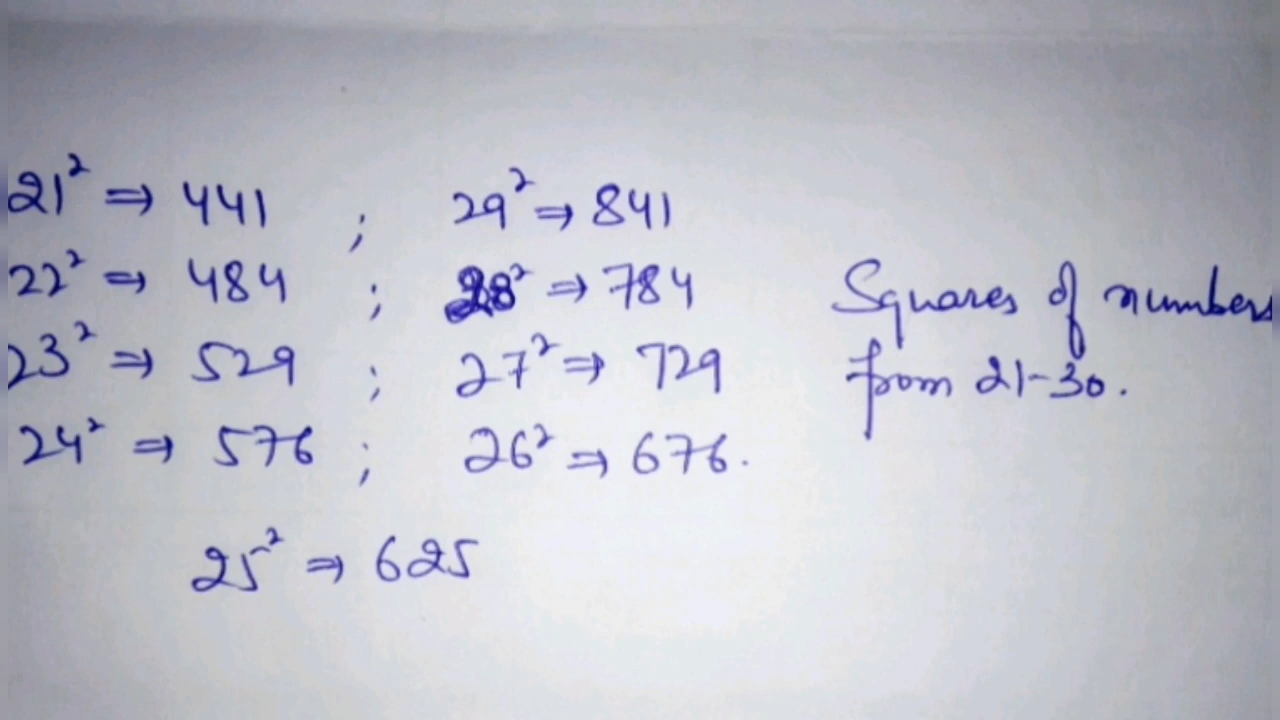 21² ⇒ 441 ; 29² ⇒ 841
22² ⇒ 484 ; 28² ⇒ 784
23² ⇒ 529 ; 27² ⇒ 729
24² ⇒ 576 ; 26² ⇒ 676.
25² ⇒ 625
Squares of numbers
from 21-30.